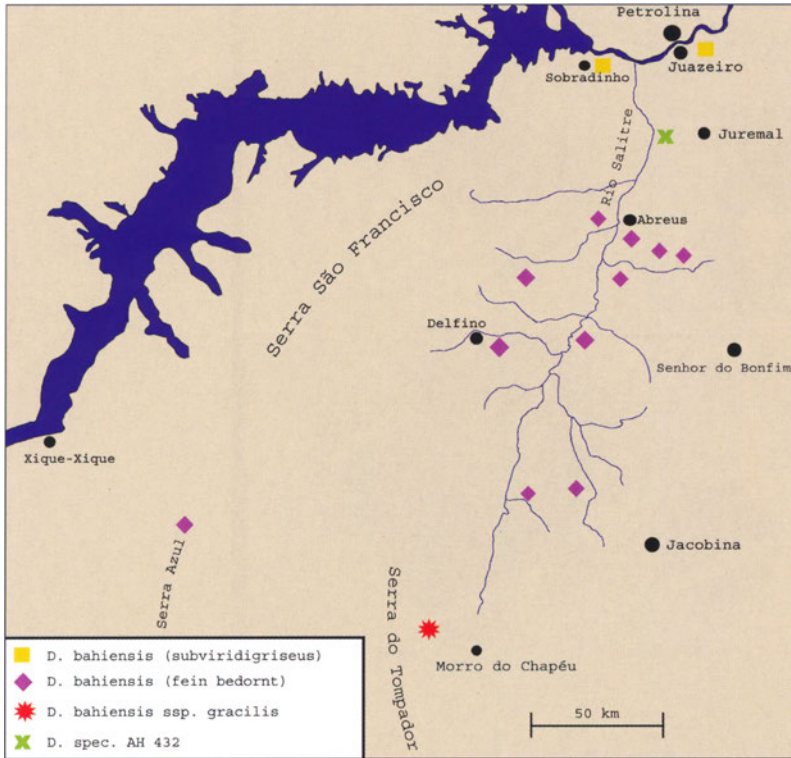 Petrolina
Sobradinho
Juazeiro
Juremal
Rio Salitre
Abreus
Serra São Francisco
Delfino
Senhor do Bonfim
Xique-Xique
Serra Azul
Jacobina
Serra do Tompador
Morro do Chapéu
D. bahiensis (subviridigriseus)
D. bahiensis (fein bedornt)
D. bahiensis ssp. gracilis
D. spec. AH 432
50 km